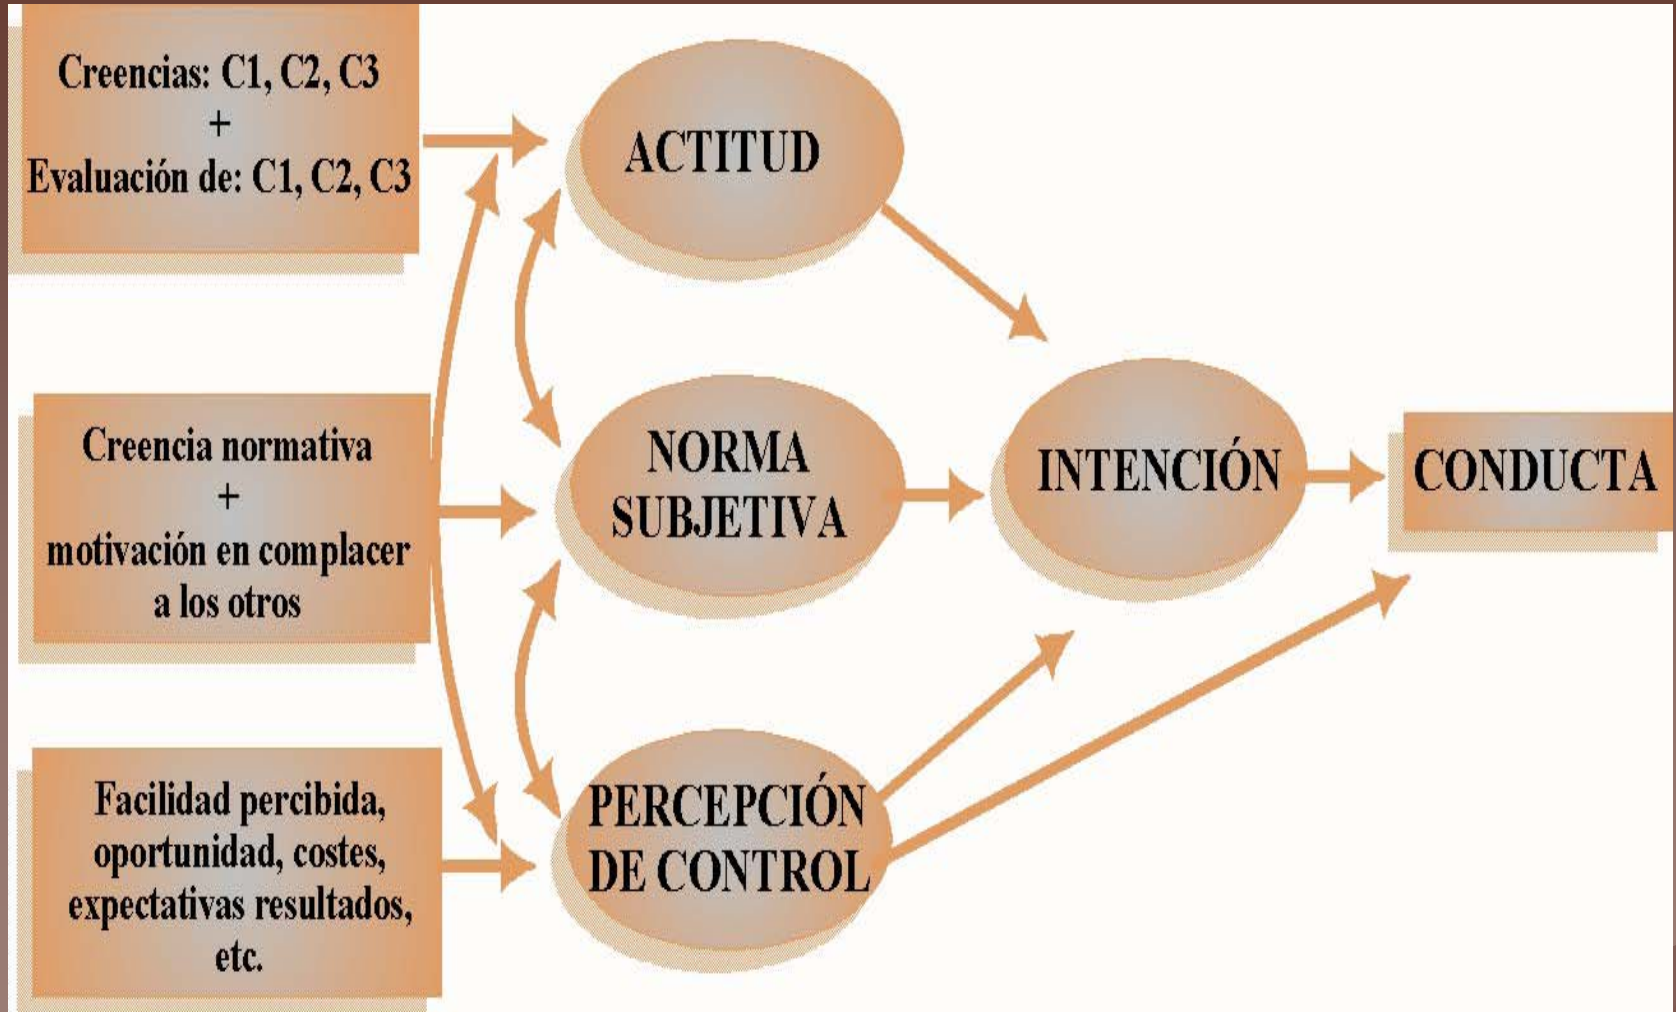 Creencias: C1, C2, C3
+
Evaluación de: C1, C2, C3
ACTITUD
Creencia normativa
+
motivación en complacer
a los otros
NORMA
SUBJETIVA
INTENCIÓN
CONDUCTA
Facilidad percibida,
oportunidad, costes,
expectativas resultados,
etc.
PERCEPCIÓN
DE CONTROL